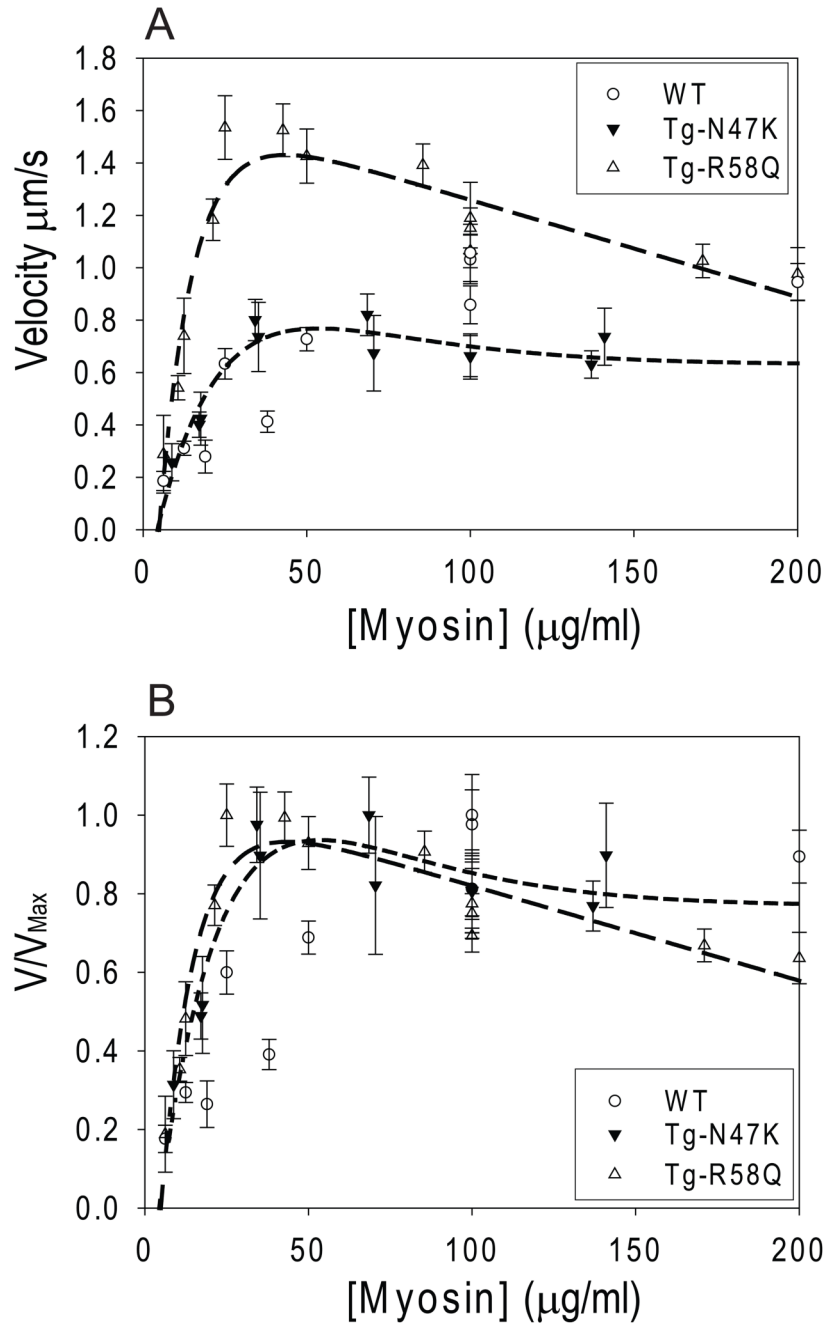 A
1.8
1.6
1.4
1.2
1.0
0.8
0.6
0.4
0.2
0.0
Velocity μm/s
WT
Tg-N47K
Tg-R58Q
0 50 100 150 200
[Myosin] (μg/ml)
B
1.2
1.0
0.8
0.6
0.4
0.2
0.0
V/VMax
WT
Tg-N47K
Tg-R58Q
0 50 100 150 200
[Myosin] (μg/ml)